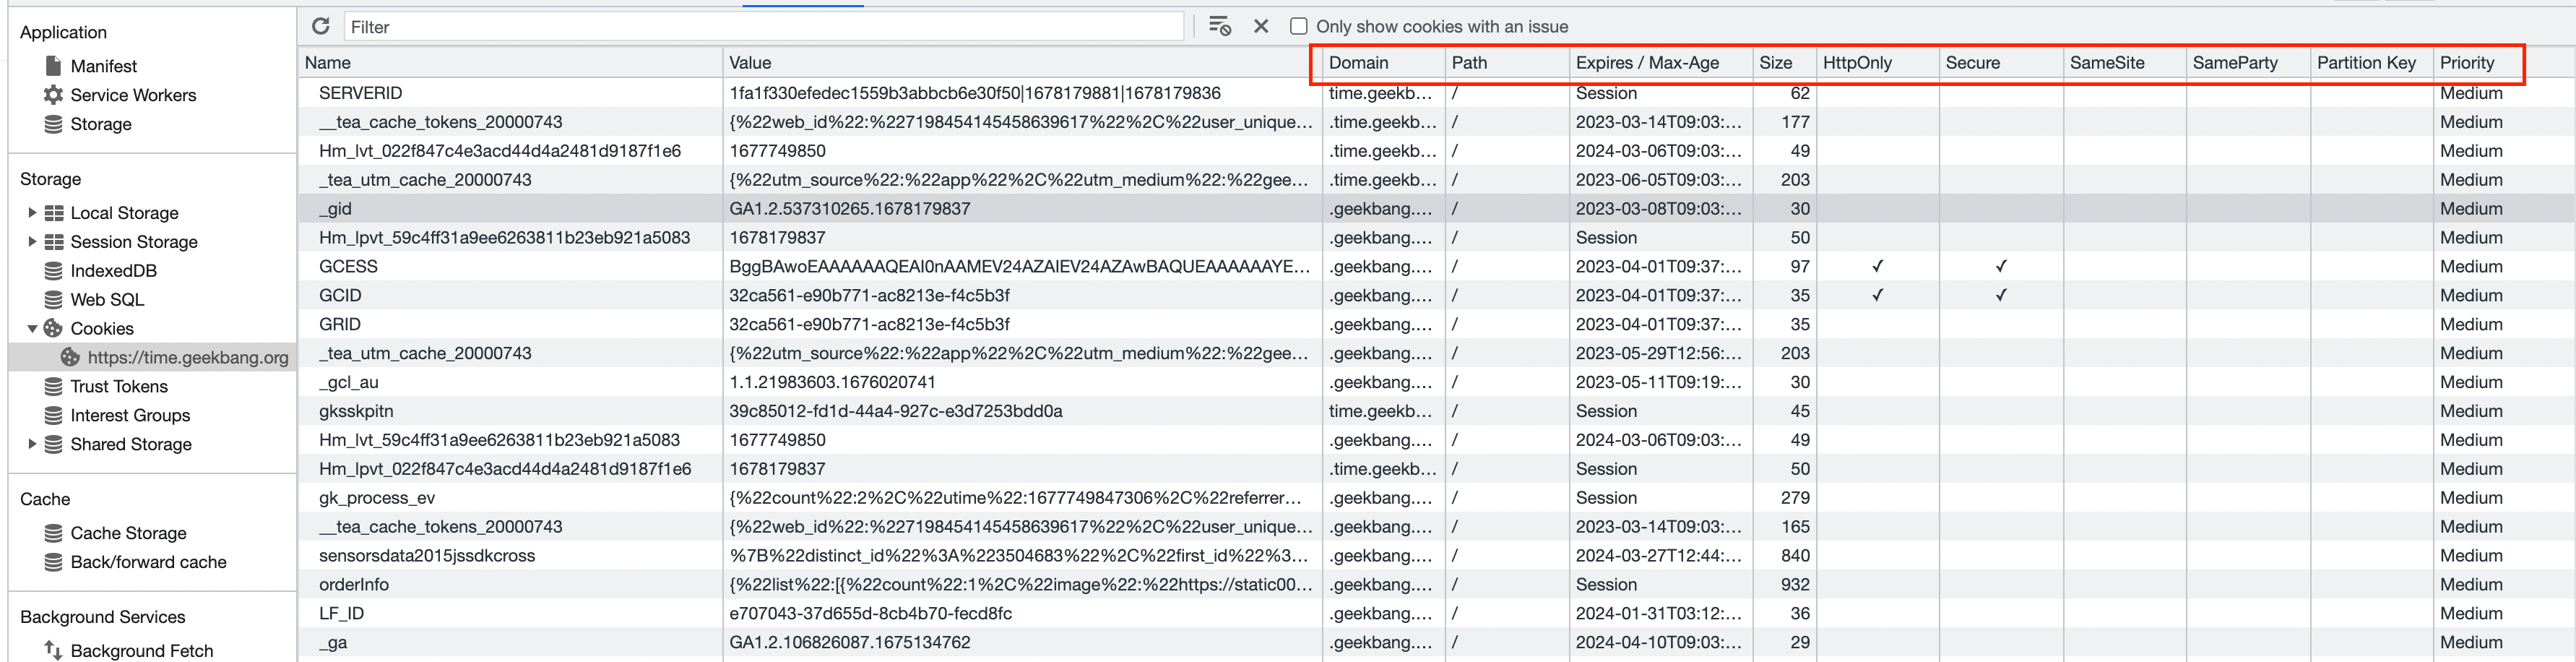 Application
Manifest
Service Workers
Storage
Storage
Local Storage
Session Storage
IndexedDB
Web SQL
Cookies
https://time.geekbang.org
Trust Tokens
Interest Groups
Shared Storage
Cache
Cache Storage
Back/forward cache
Background Services
Background Fetch
Filter Only show cookies with an issue
Name Value Domain Path Expires / Max-Age Size HttpOnly Secure SameSite SameParty Partition Key Priority
SERVERID 1fa1f330efedec1559b3abbcb6e30f50|1678179881|1678179836 time.geekb... / Session 62 Medium
__tea_cache_tokens_20000743 {%22web_id%22:%227198454145458639617%22%2C%22user_unique... .time.geekb... / 2023-03-14T09:03:... 177 Medium
Hm_lvt_022f847c4e3acd44d4a2481d9187f1e6 1677749850 .time.geekb... / 2024-03-06T09:03:... 49 Medium
_tea_utm_cache_20000743 {%22utm_source%22:%22app%22%2C%22utm_medium%22:%22gee... .time.geekb... / 2023-06-05T09:03:... 203 Medium
_gid GA1.2.537310265.1678179837 .geekbang.... / 2023-03-08T09:03:... 30 Medium
Hm_lpvt_59c4ff31a9ee6263811b23eb921a5083 1678179837 .geekbang.... / Session 50 Medium
GCESS BggBAwoEAAAAAAQEAI0nAAMEV24AZAIEV24AZAwBAQUEAAAAAAYE... .geekbang.... / 2023-04-01T09:37:... 97 ✓ ✓ Medium
GCID 32ca561-e90b771-ac8213e-f4c5b3f .geekbang.... / 2023-04-01T09:37:... 35 ✓ ✓ Medium
GRID 32ca561-e90b771-ac8213e-f4c5b3f .geekbang.... / 2023-04-01T09:37:... 35 Medium
_tea_utm_cache_20000743 {%22utm_source%22:%22app%22%2C%22utm_medium%22:%22gee... .geekbang.... / 2023-05-29T12:56:... 203 Medium
_gcl_au 1.1.21983603.1676020741 .geekbang.... / 2023-05-11T09:19:... 30 Medium
gksskpitn 39c85012-fd1d-44a4-927c-e3d7253bdd0a time.geekb... / Session 45 Medium
Hm_lvt_59c4ff31a9ee6263811b23eb921a5083 1677749850 .geekbang.... / 2024-03-06T09:03:... 49 Medium
Hm_lpvt_022f847c4e3acd44d4a2481d9187f1e6 1678179837 .time.geekb... / Session 50 Medium
gk_process_ev {%22count%22:2%2C%22utime%22:1677749847306%2C%22referrer... .geekbang.... / Session 279 Medium
__tea_cache_tokens_20000743 {%22web_id%22:%227198454145458639617%22%2C%22user_unique... .geekbang.... / 2023-03-14T09:03:... 165 Medium
sensorsdata2015jssdkcross %7B%22distinct_id%22%3A%223504683%22%2C%22first_id%22%3... .geekbang.... / 2024-03-27T12:44:... 840 Medium
orderInfo {%22list%22:[{%22count%22:1%2C%22image%22:%22https://static00... .geekbang.... / Session 932 Medium
LF_ID e707043-37d655d-8cb4b70-fecd8fc .geekbang.... / 2024-01-31T03:12:... 36 Medium
_ga GA1.2.106826087.1675134762 .geekbang.... / 2024-04-10T09:03:... 29 Medium